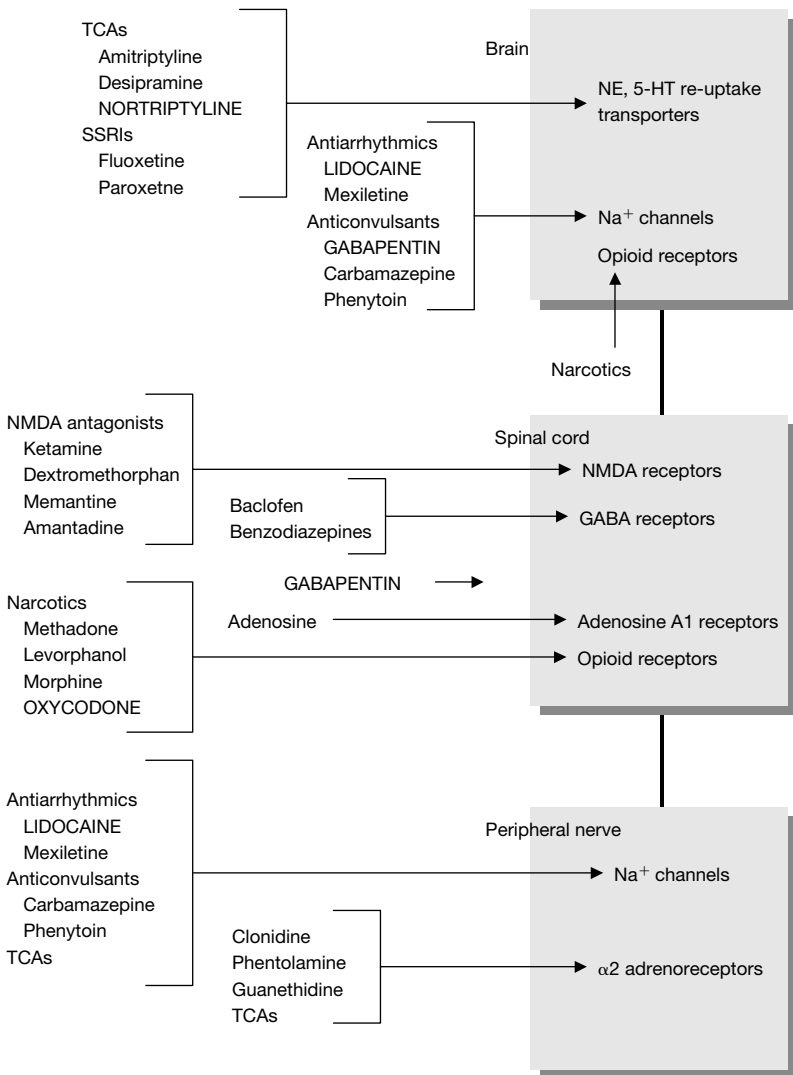 TCAs
Amitriptyline
Desipramine
NORTRIPTYLINE
SSRIs
Fluoxetine
Paroxetne
Brain
NE, 5-HT re-uptake
transporters
Antiarrhythmics
LIDOCAINE
Mexiletine
Anticonvulsants
GABAPENTIN
Carbamazepine
Phenytoin
Na⁺ channels
Opioid receptors
Narcotics
NMDA antagonists
Ketamine
Dextromethorphan
Memantine
Amantadine
Spinal cord
NMDA receptors
Baclofen
Benzodiazepines
GABA receptors
GABAPENTIN
Adenosine
Adenosine A1 receptors
Narcotics
Methadone
Levorphanol
Morphine
OXYCODONE
Opioid receptors
Antiarrhythmics
LIDOCAINE
Mexiletine
Anticonvulsants
Carbamazepine
Phenytoin
TCAs
Peripheral nerve
Na⁺ channels
Clonidine
Phentolamine
Guanethidine
TCAs
α2 adrenoreceptors